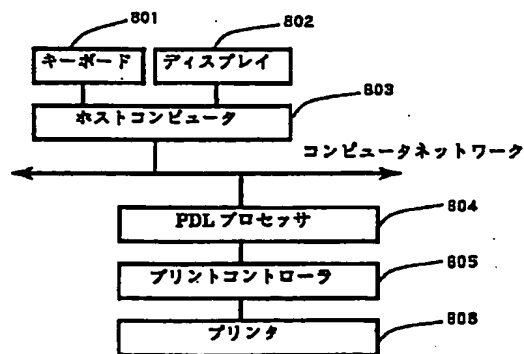 801
802
キーボード
ディスプレイ
803
ホストコンピュータ
コンピュータネットワーク
PDLプロセッサ
804
プリントコントローラ
805
プリンタ
806